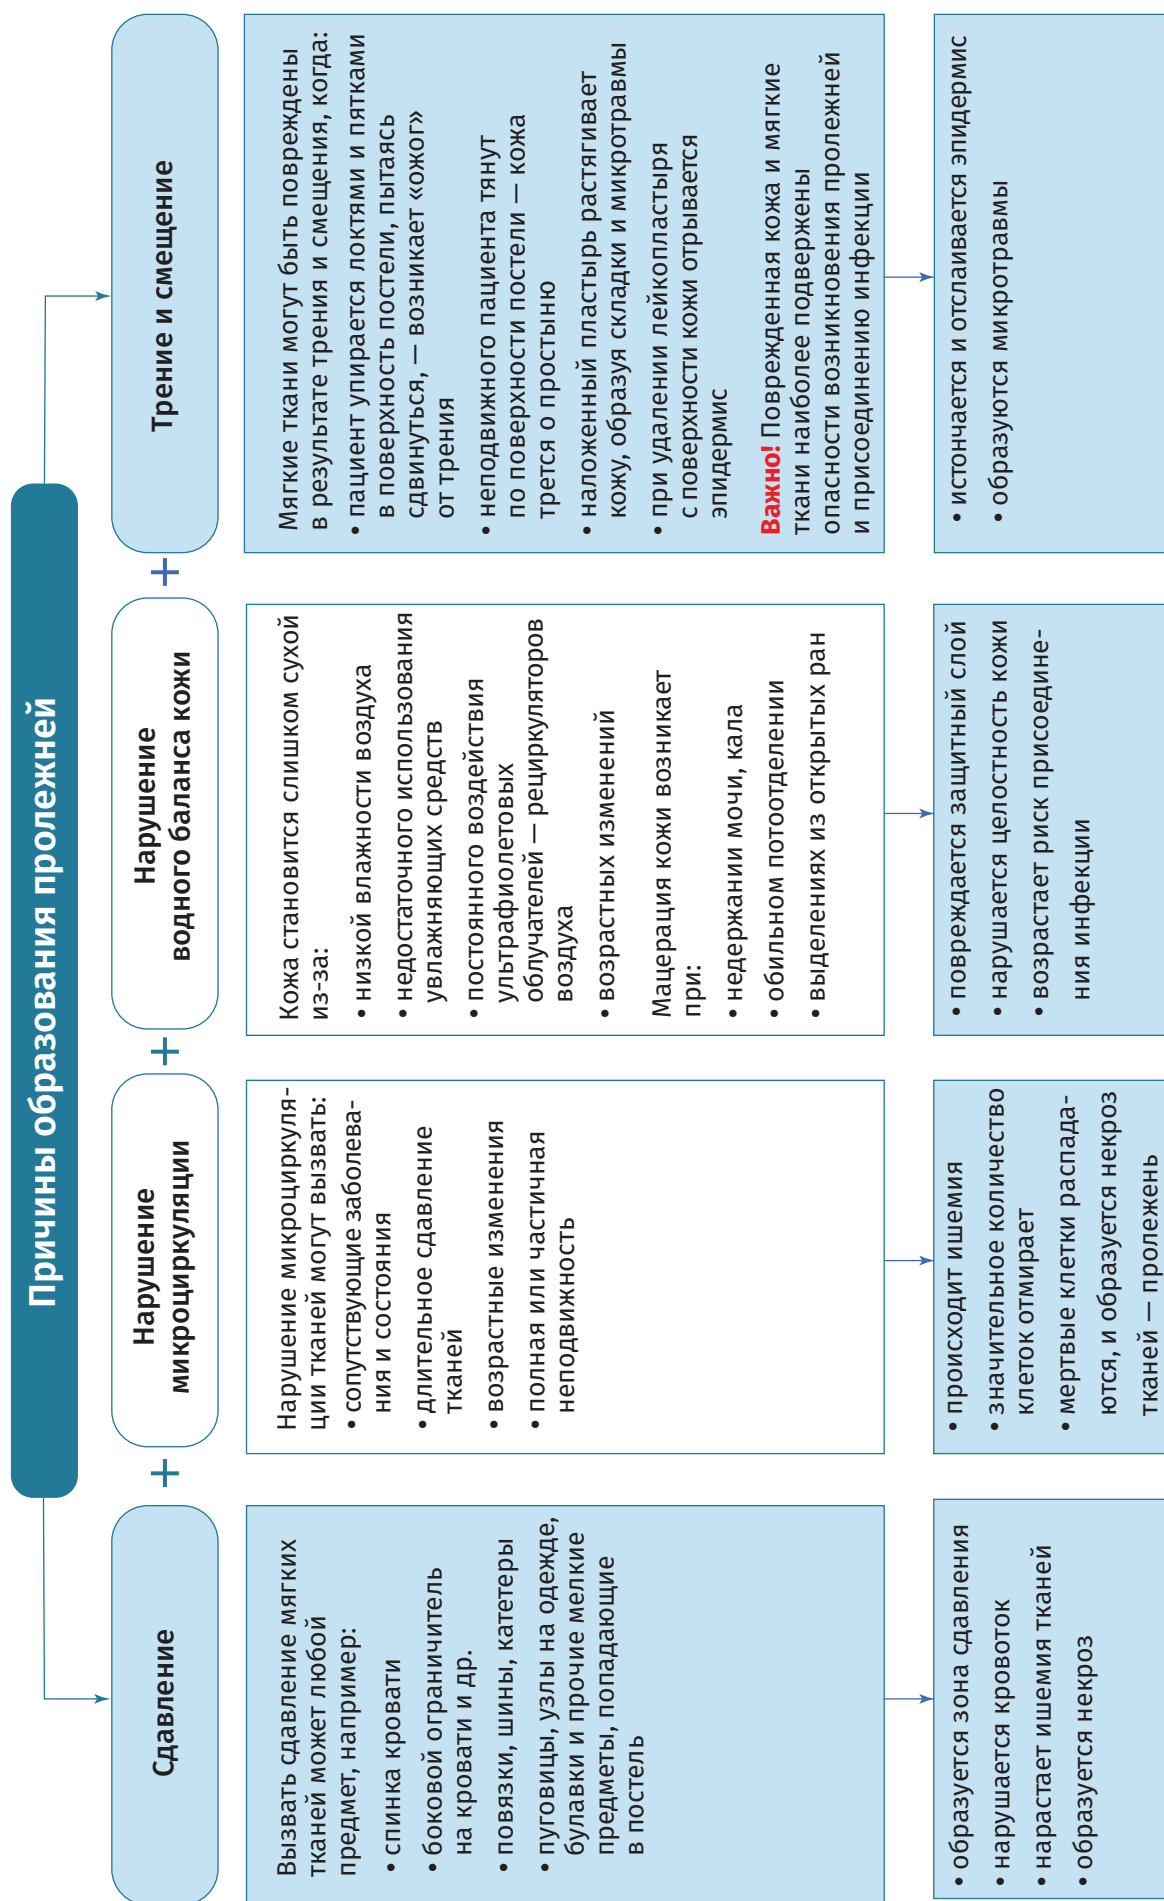 Причины образования пролежней
Сдавление
+
Нарушение
микроциркуляции
+
Нарушение
водного баланса кожи
+
Трение и смещение
Вызвать сдавление мягких
тканей может любой
предмет, например:
• спинка кровати
• боковой ограничитель
на кровати и др.
• повязки, шины, катетеры
• пуговицы, узлы на одежде,
булавки и прочие мелкие
предметы, попадающие
в постель
Нарушение микроциркуля-
ции тканей могут вызвать:
• сопутствующие заболева-
ния и состояния
• длительное сдавление
тканей
• возрастные изменения
• полная или частичная
неподвижность
Кожа становится слишком сухой
из-за:
• низкой влажности воздуха
• недостаточного использования
увлажняющих средств
• постоянного воздействия
ультрафиолетовых
облучателей — рециркуляторов
воздуха
• возрастных изменений
Мацерация кожи возникает
при:
• недержании мочи, кала
• обильном потоотделении
• выделениях из открытых ран
Мягкие ткани могут быть повреждены
в результате трения и смещения, когда:
• пациент упирается локтями и пятками
в поверхность постели, пытаясь
сдвинуться, — возникает «ожог»
от трения
• неподвижного пациента тянут
по поверхности постели — кожа
трется о простыню
• наложенный пластырь растягивает
кожу, образуя складки и микротравмы
• при удалении лейкопластыря
с поверхности кожи отрывается
эпидермис
Важно! Поврежденная кожа и мягкие
ткани наиболее подвержены
опасности возникновения пролежней
и присоединению инфекции
• образуется зона сдавления
• нарушается кровоток
• нарастает ишемия тканей
• образуется некроз
• происходит ишемия
• значительное количество
клеток отмирает
• мертвые клетки распада-
ются, и образуется некроз
тканей — пролежень
• повреждается защитный слой
• нарушается целостность кожи
• возрастает риск присоедине-
ния инфекции
• истончается и отслаивается эпидермис
• образуются микротравмы